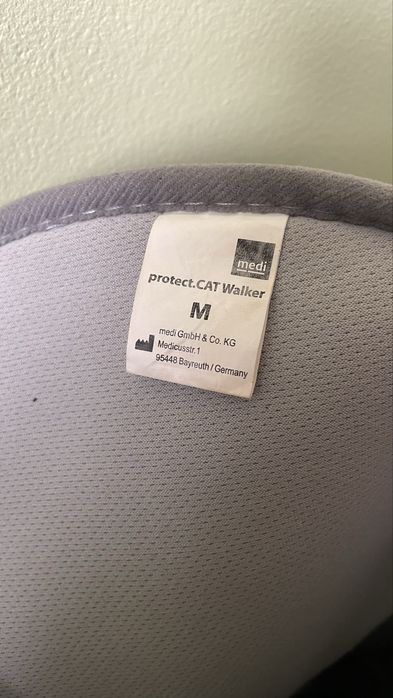 medi
protect.CAT Walker
M
medi GmbH & Co. KG
Medicusstr. 1
95448 Bayreuth / Germany